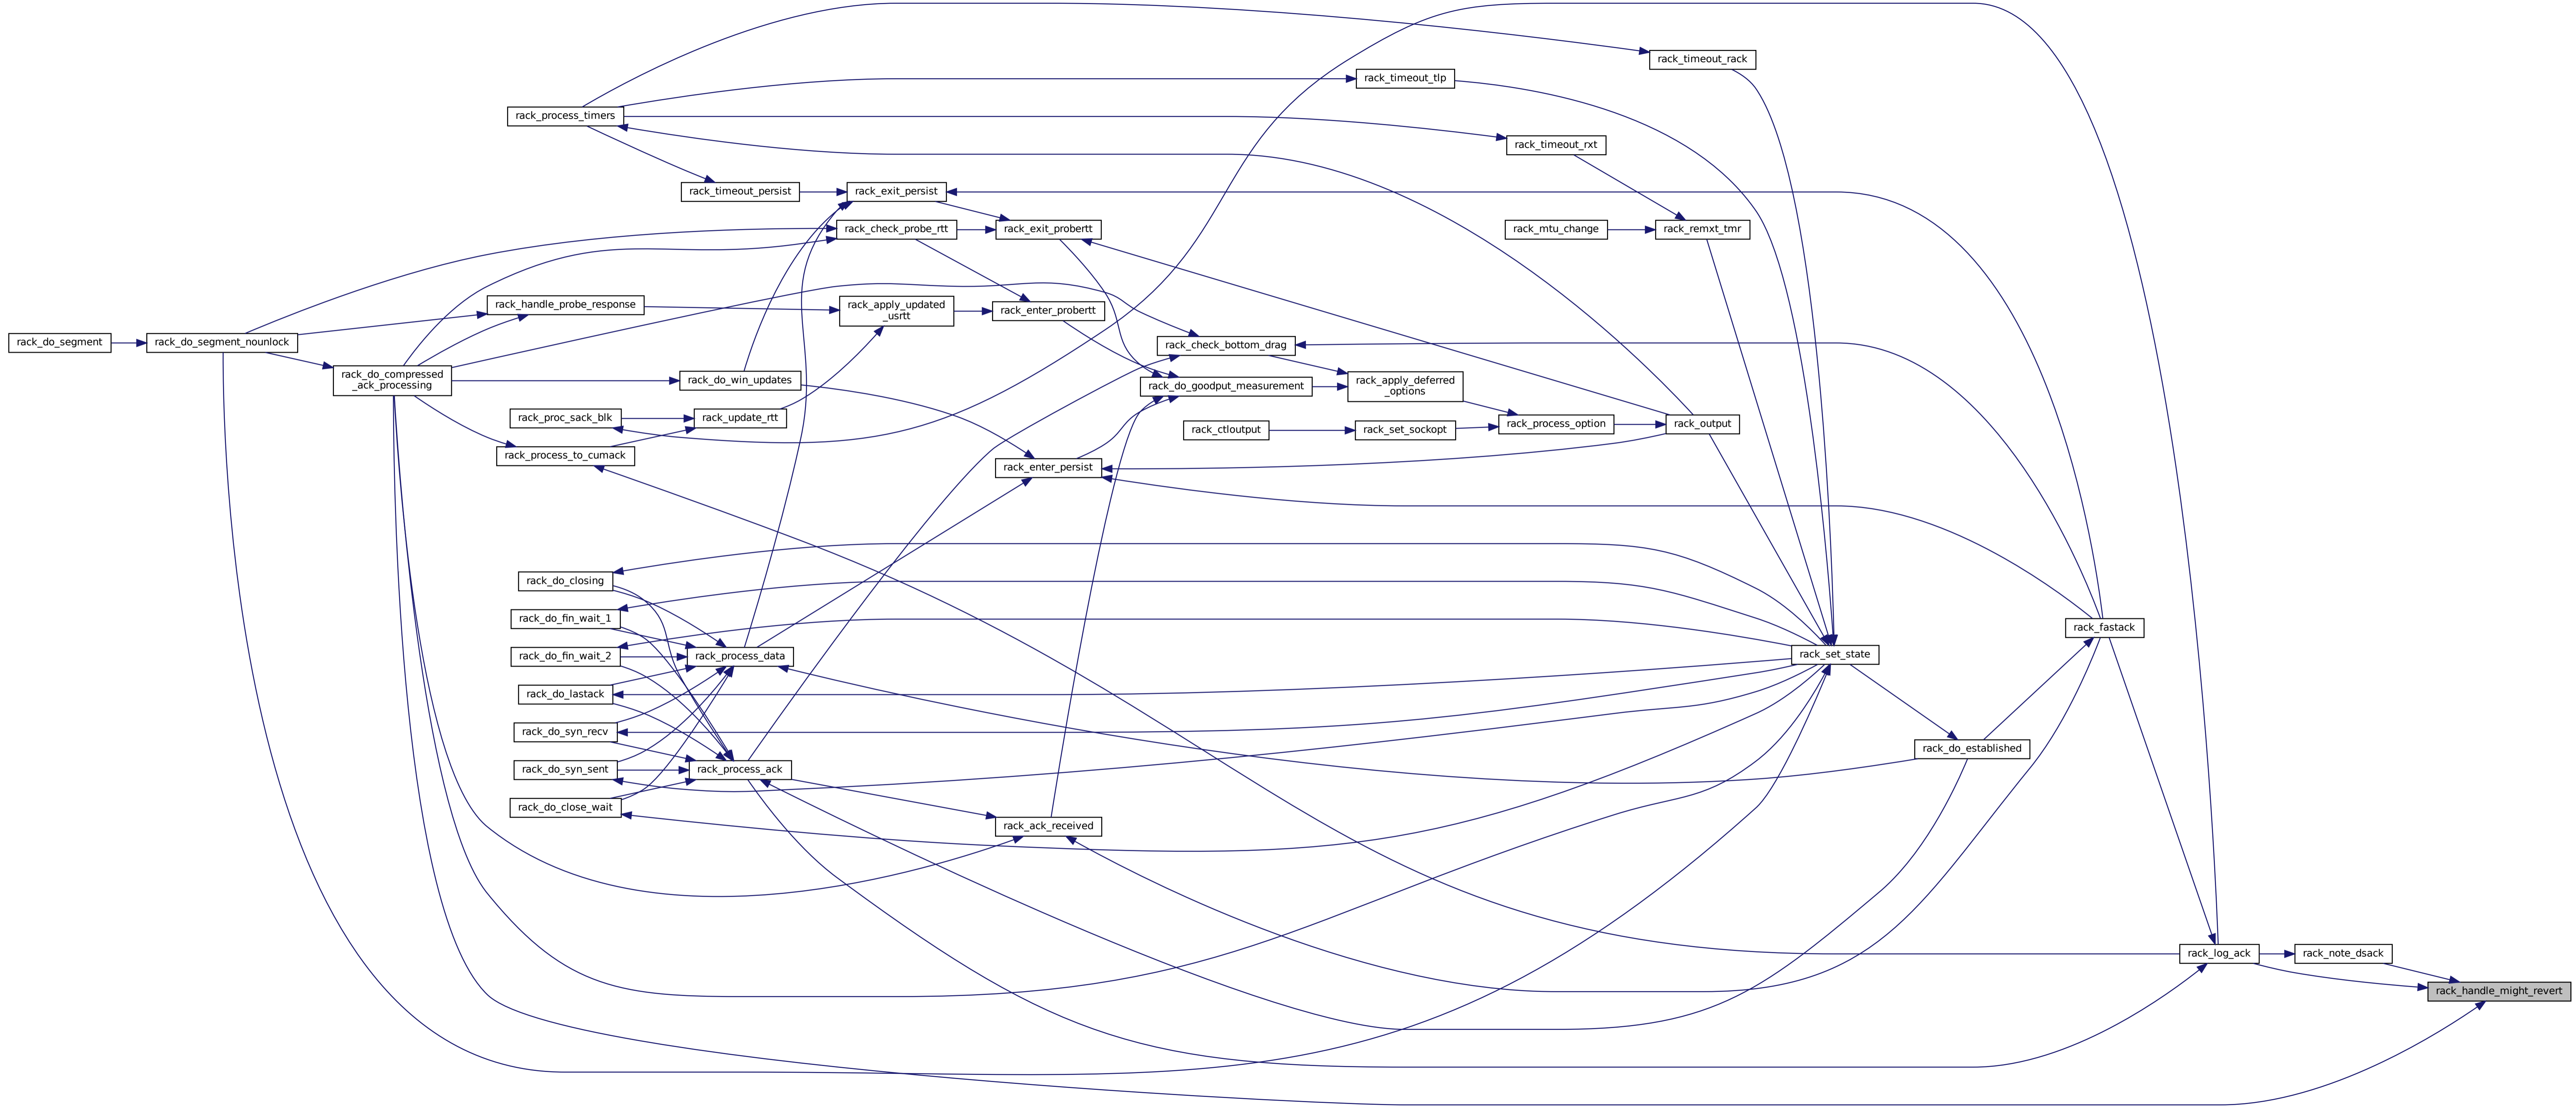 rack_timeout_rack
rack_timeout_tlp
rack_process_timers
rack_timeout_rxt
rack_timeout_persist
rack_exit_persist
rack_check_probe_rtt
rack_exit_probertt
rack_mtu_change
rack_remxt_tmr
rack_handle_probe_response
rack_apply_updated
_usrtt
rack_enter_probertt
rack_do_segment
rack_do_segment_nounlock
rack_check_bottom_drag
rack_do_compressed
_ack_processing
rack_do_win_updates
rack_do_goodput_measurement
rack_apply_deferred
_options
rack_proc_sack_blk
rack_update_rtt
rack_ctloutput
rack_set_sockopt
rack_process_option
rack_output
rack_process_to_cumack
rack_enter_persist
rack_do_closing
rack_do_fin_wait_1
rack_fastack
rack_do_fin_wait_2
rack_process_data
rack_set_state
rack_do_lastack
rack_do_syn_recv
rack_do_established
rack_do_syn_sent
rack_process_ack
rack_do_close_wait
rack_ack_received
rack_log_ack
rack_note_dsack
rack_handle_might_revert